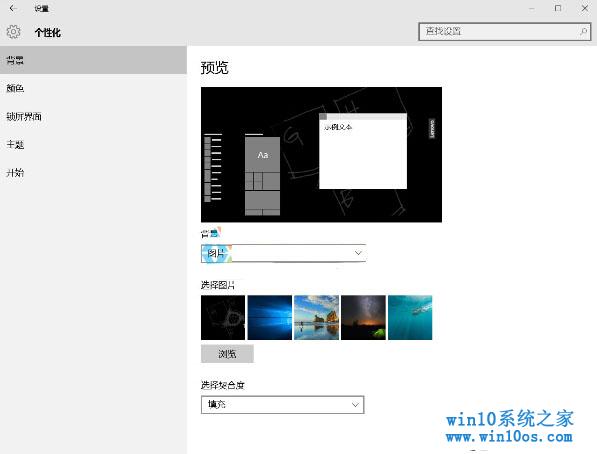 设置
个性化
查找设置
背景
颜色
锁屏界面
主题
开始
预览
示例文本
Aa
Lenovo
背景
图片
选择图片
浏览
选择契合度
填充
win10系统之家
www.win10os.com